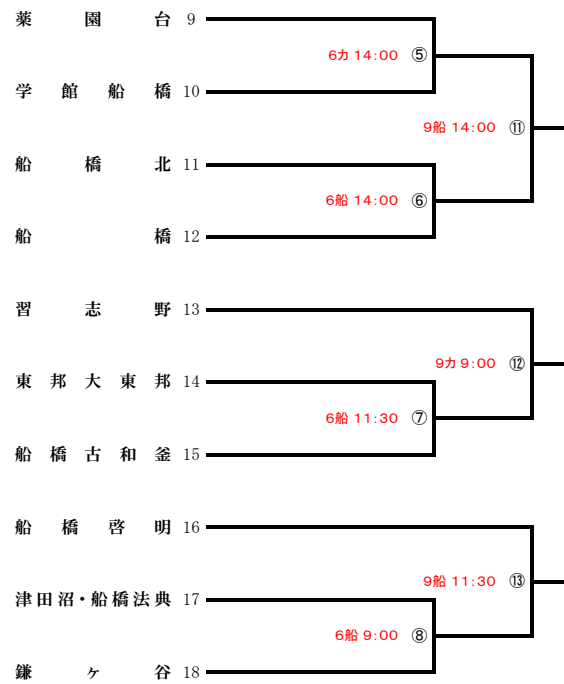 薬園台 9
6カ 14:00 ⑤
学館船橋 10
9船 14:00 ⑪
船橋北 11
6船 14:00 ⑥
船橋 12
習志野 13
9カ 9:00 ⑫
東邦大東邦 14
6船 11:30 ⑦
船橋古和釜 15
船橋啓明 16
9船 11:30 ⑬
津田沼・船橋法典 17
6船 9:00 ⑧
鎌ヶ谷 18